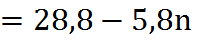 = 28,8 − 5,8n